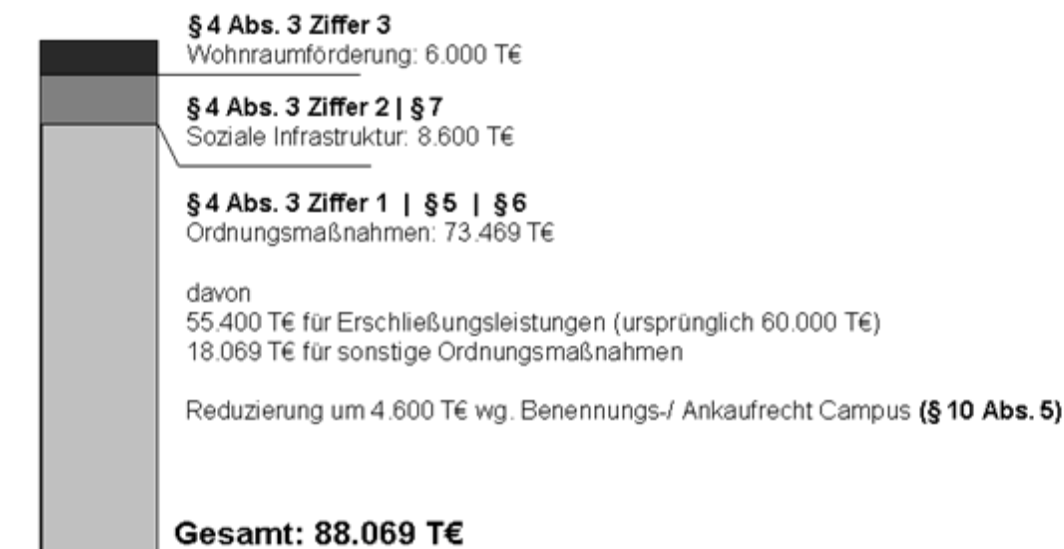 § 4 Abs. 3 Ziffer 3
Wohnraumförderung: 6.000 T€
§ 4 Abs. 3 Ziffer 2 | § 7
Soziale Infrastruktur: 8.600 T€
§ 4 Abs. 3 Ziffer 1 | § 5 | § 6
Ordnungsmaßnahmen: 73.469 T€
davon
55.400 T€ für Erschließungsleistungen (ursprünglich 60.000 T€)
18.069 T€ für sonstige Ordnungsmaßnahmen
Reduzierung um 4.600 T€ wg. Benennungs-/ Ankaufrecht Campus (§ 10 Abs. 5)
Gesamt: 88.069 T€